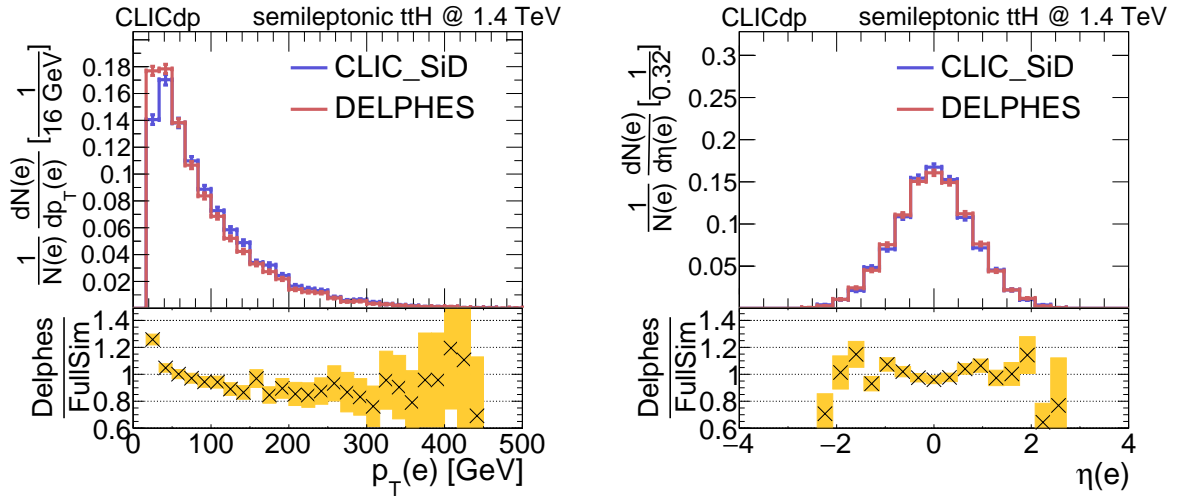 CLICdp semileptonic ttH @ 1.4 TeV
1/N(e) dN(e)/dp_T(e) [1/16 GeV]
0.18
0.16
0.14
0.12
0.1
0.08
0.06
0.04
0.02
CLIC_SiD
DELPHES
Delphes/FullSim
1.4
1.2
1
0.8
0.6
0 100 200 300 400 500
p_T(e) [GeV]
CLICdp semileptonic ttH @ 1.4 TeV
1/N(e) dN(e)/dη(e) [1/0.32]
0.3
0.25
0.2
0.15
0.1
0.05
CLIC_SiD
DELPHES
Delphes/FullSim
1.4
1.2
1
0.8
0.6
−4 −2 0 2 4
η(e)